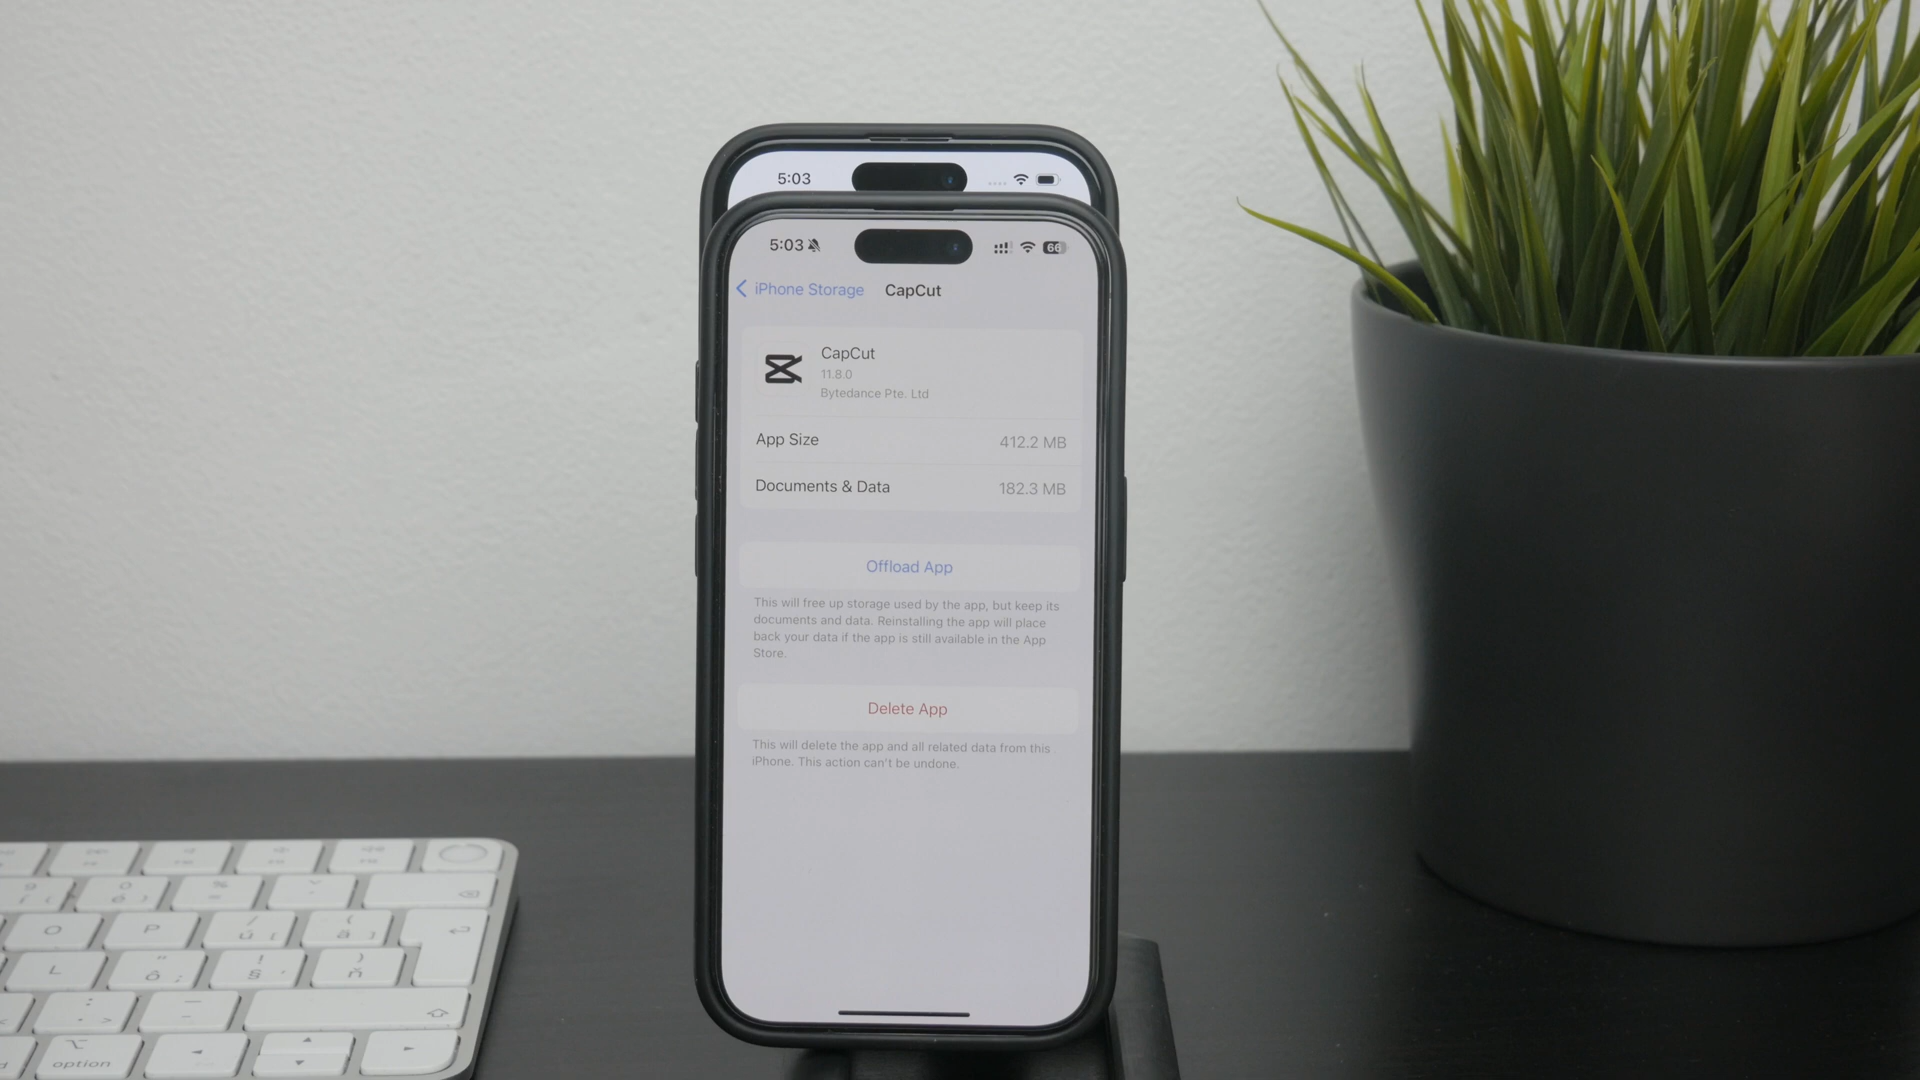 5:03
5:03
66
iPhone Storage
CapCut
CapCut
11.8.0
Bytedance Pte. Ltd
App Size
412.2 MB
Documents & Data
182.3 MB
Offload App
This will free up storage used by the app, but keep its
documents and data. Reinstalling the app will place
back your data if the app is still available in the App
Store.
Delete App
This will delete the app and all related data from this
iPhone. This action can't be undone.
O P / ú ( ä
L ô ; ! § ) ň
option